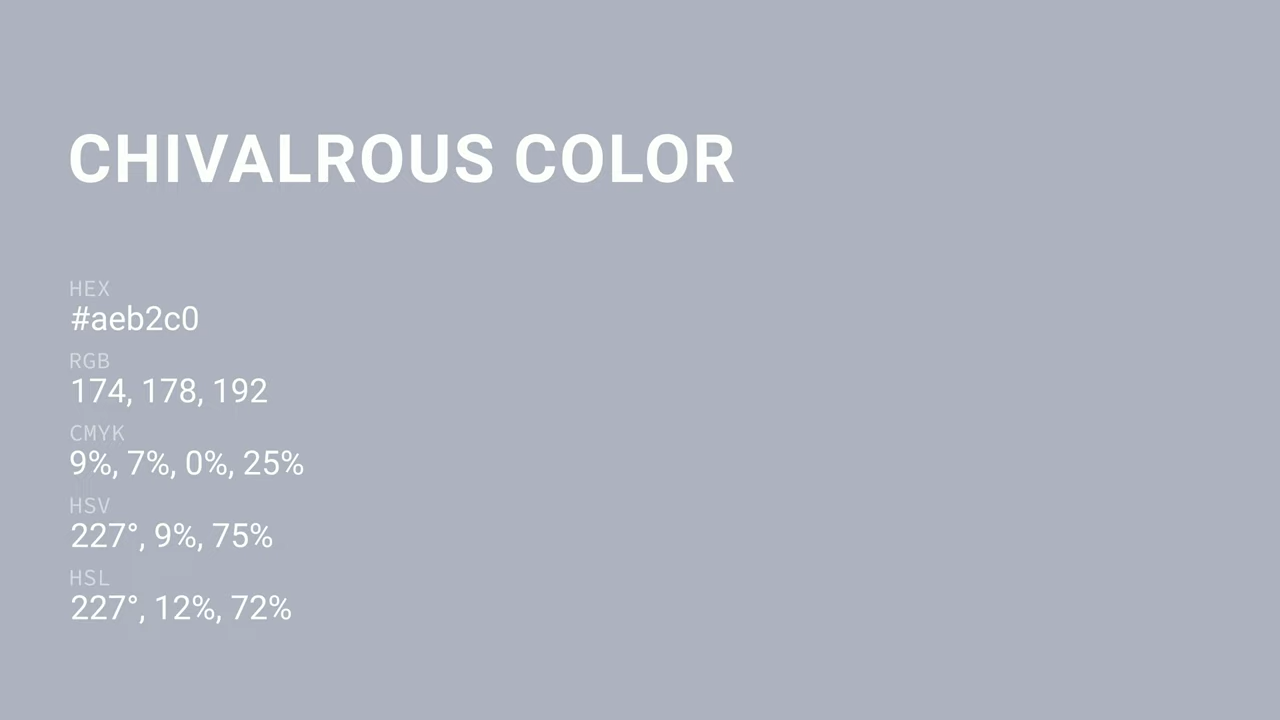 CHIVALROUS COLOR
HEX
#aeb2c0
RGB
174, 178, 192
CMYK
9%, 7%, 0%, 25%
HSV
227°, 9%, 75%
HSL
227°, 12%, 72%